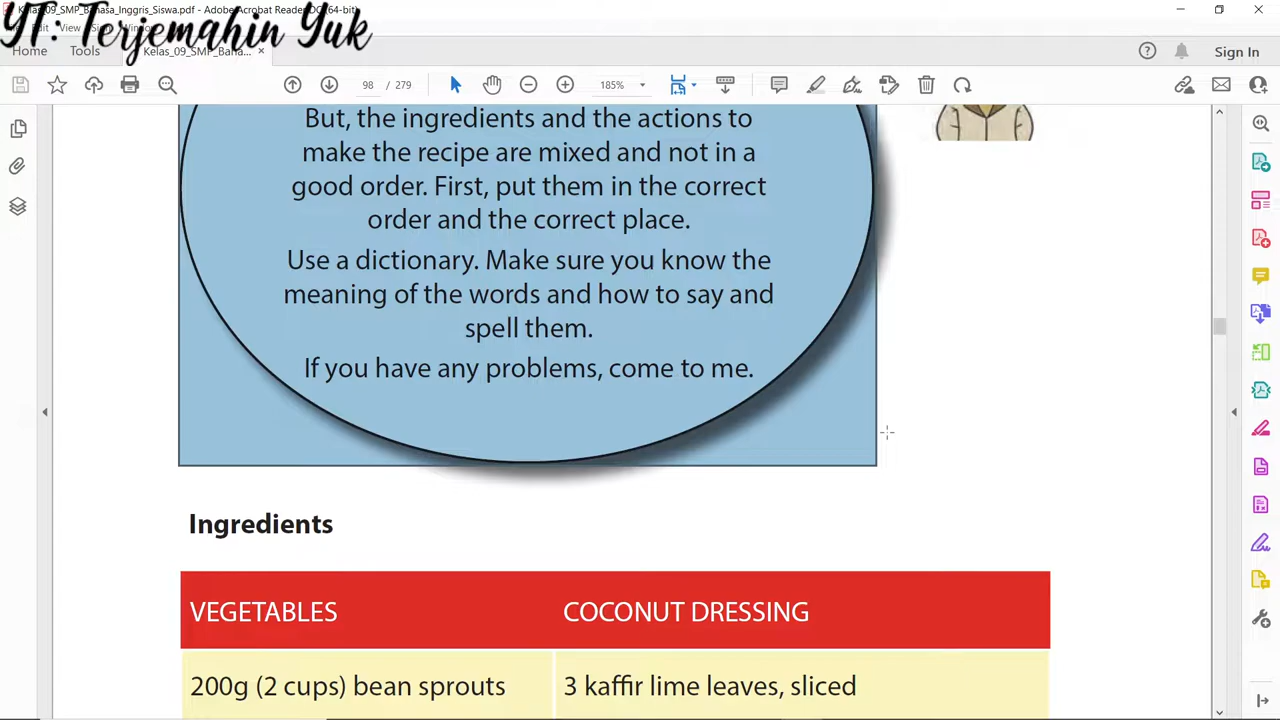 Kelas_09_SMP_Bahasa_Inggris_Siswa.pdf - Adobe Acrobat Reader DC (64-bit)
YT: Terjemahin Yuk
Home Tools Kelas_09_SMP_Baha... ×
Sign In
98 / 279
185%
But, the ingredients and the actions to
make the recipe are mixed and not in a
good order. First, put them in the correct
order and the correct place.
Use a dictionary. Make sure you know the
meaning of the words and how to say and
spell them.
If you have any problems, come to me.
Ingredients
VEGETABLES COCONUT DRESSING
200g (2 cups) bean sprouts 3 kaffir lime leaves, sliced